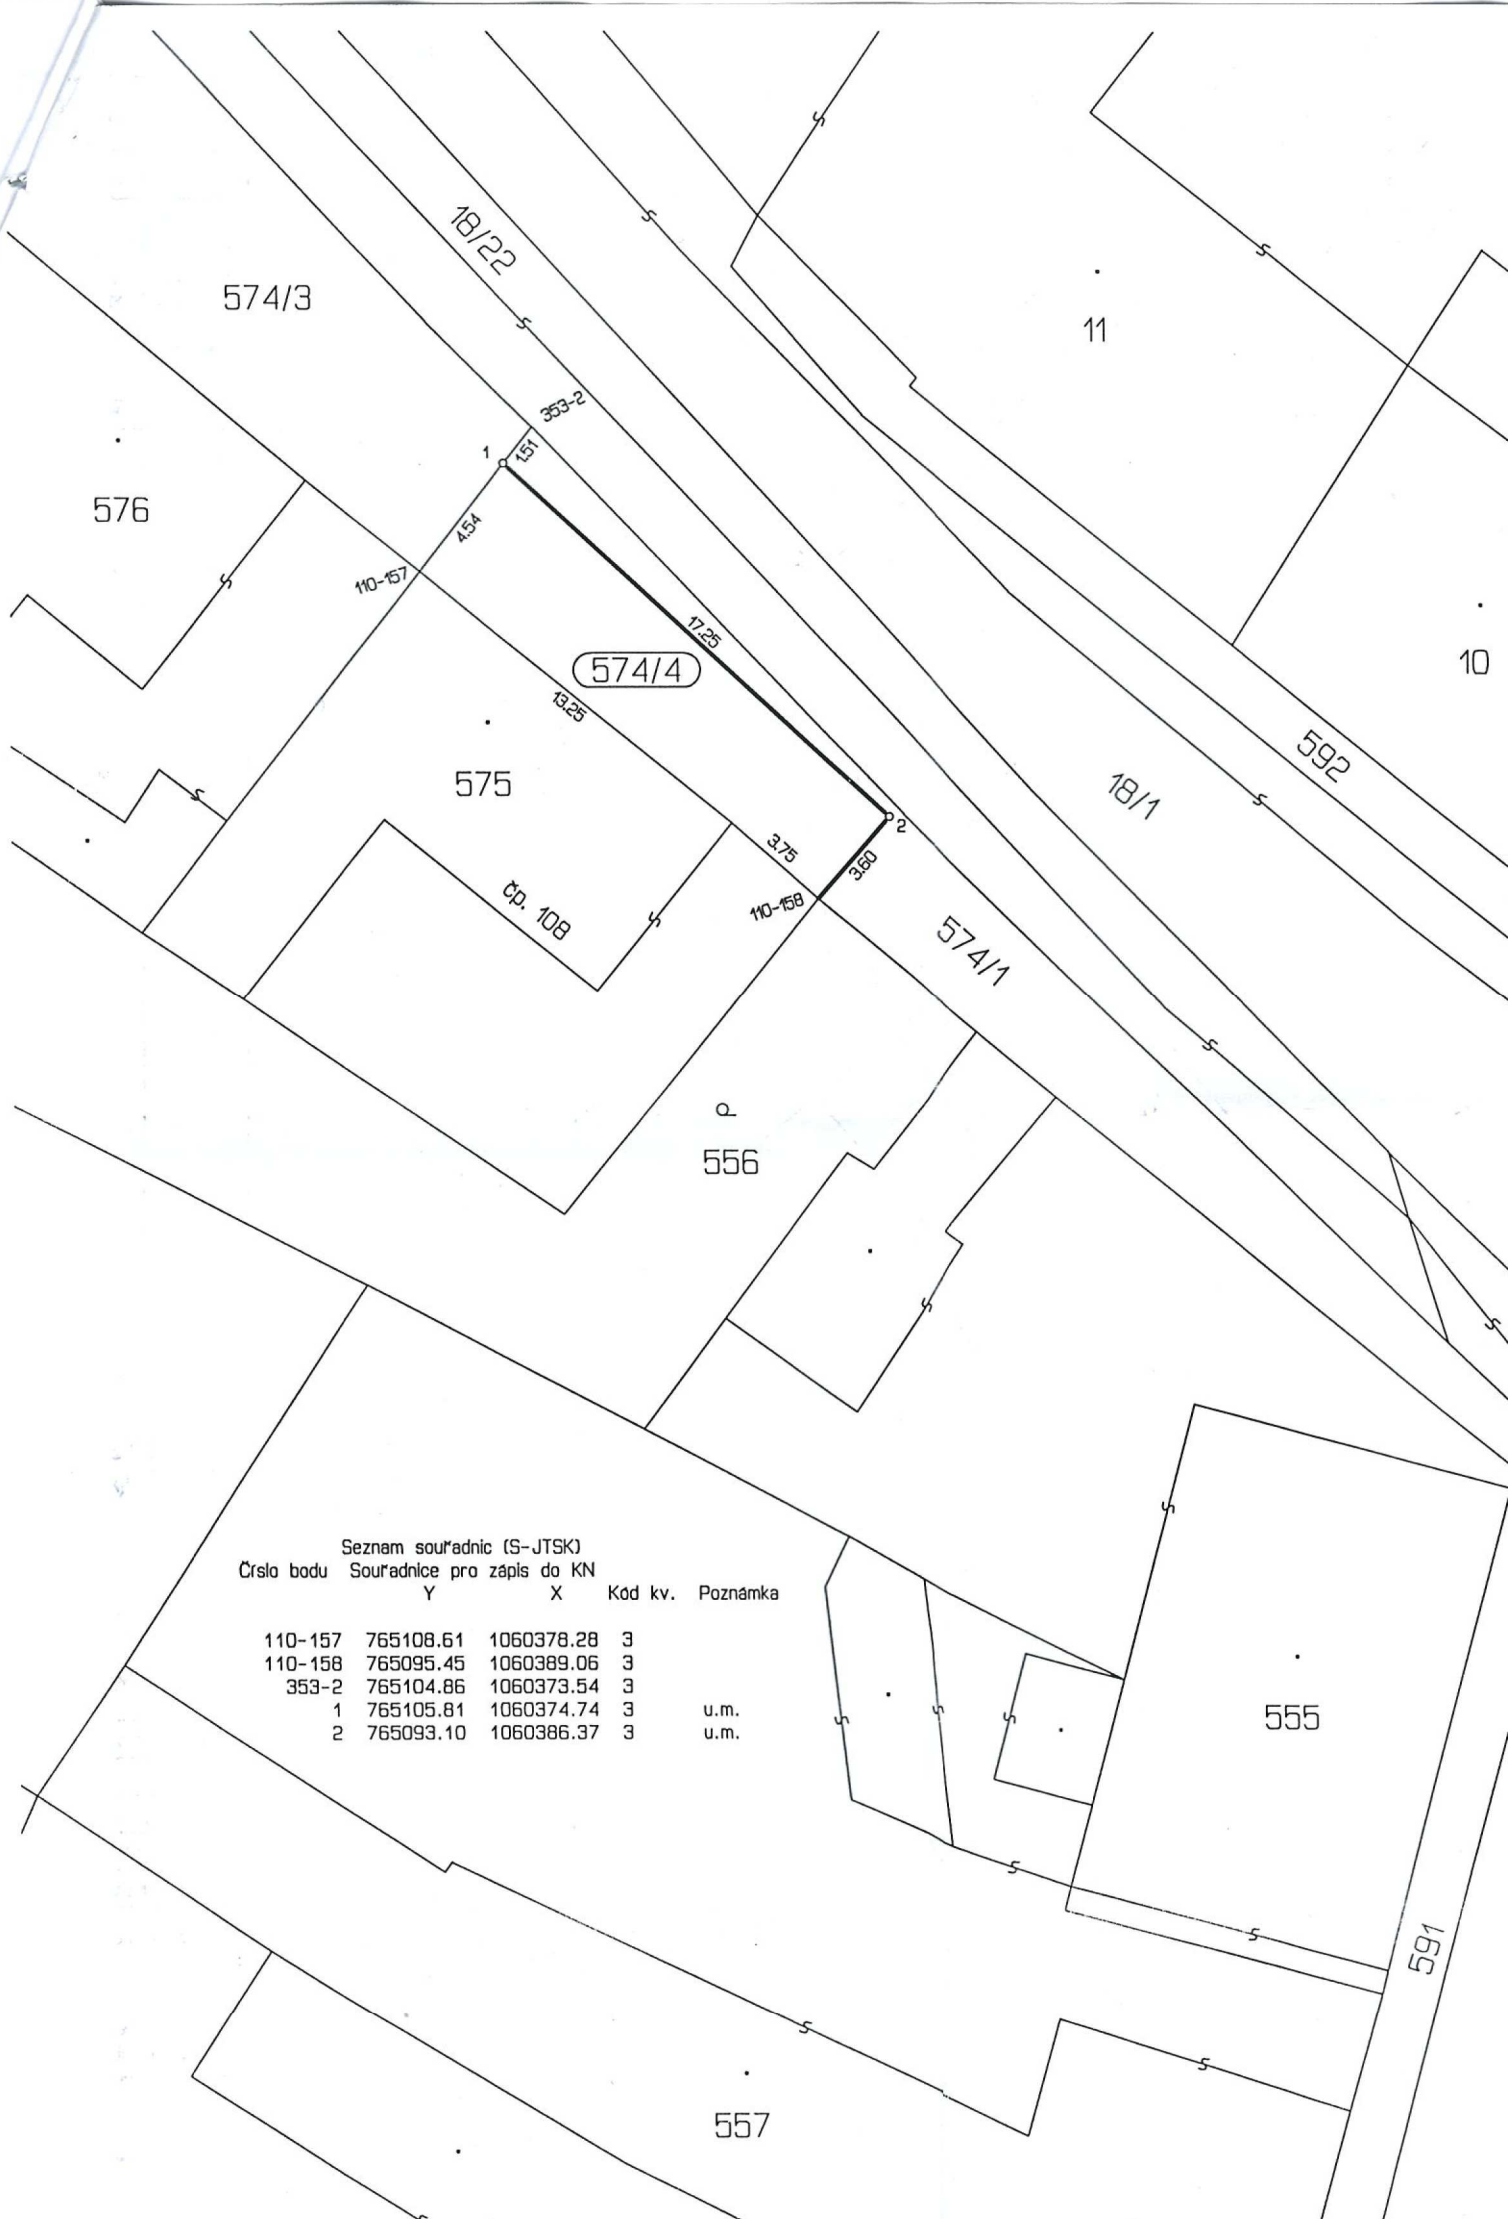 18/22
574/3
11
353-2
1
1.51
576
4.54
110-157
10
17.25
574/4
13.25
592
575
18/1
2
3.75
3.60
čp. 108
110-158
574/1
556
Seznam souřadnic (S-JTSK)
Číslo bodu Souřadnice pro zápis do KN
Y X Kód kv. Poznámka
110-157 765108.61 1060378.28 3
110-158 765095.45 1060389.06 3
353-2 765104.86 1060373.54 3
1 765105.81 1060374.74 3 u.m.
2 765093.10 1060386.37 3 u.m.
555
591
557